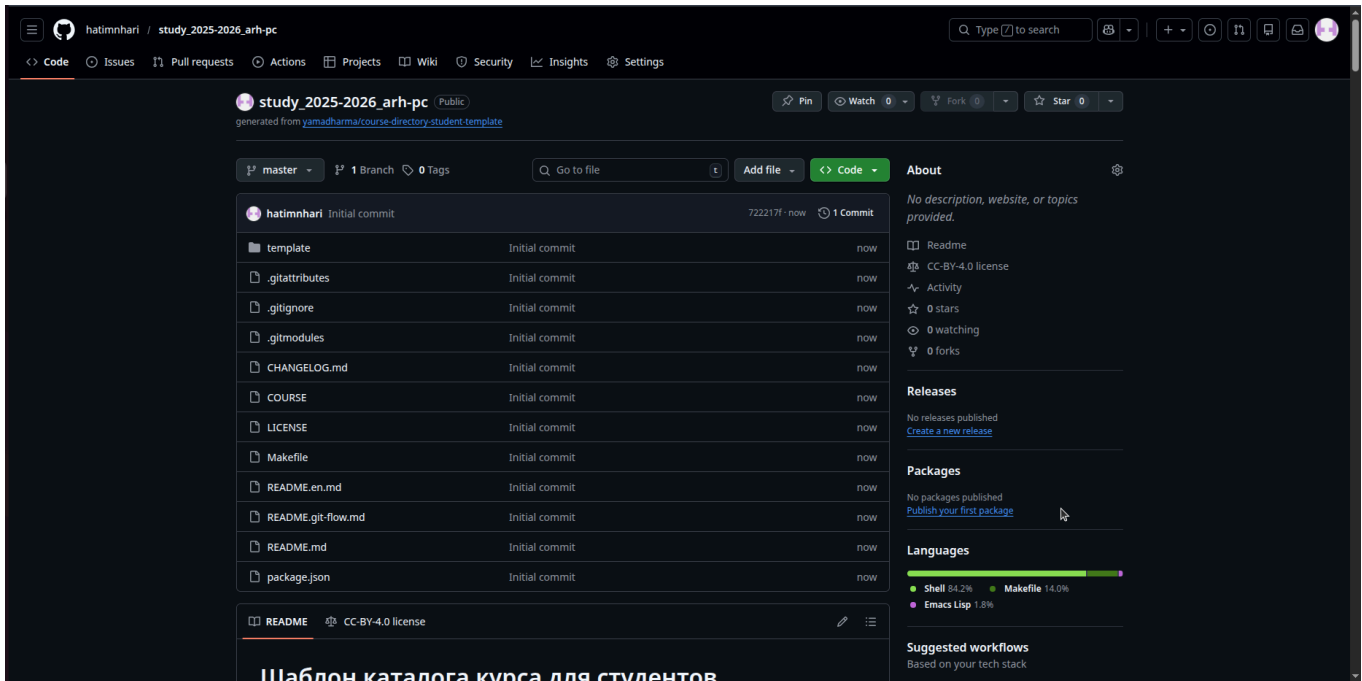 hatimnhari / study_2025-2026_arh-pc
Type / to search
Code Issues Pull requests Actions Projects Wiki Security Insights Settings
study_2025-2026_arh-pc Public
Pin Watch 0 Fork 0 Star 0
generated from yamadharma/course-directory-student-template
master 1 Branch 0 Tags Go to file t Add file <> Code
hatimnhari Initial commit 722217f · now 1 Commit
template Initial commit now
.gitattributes Initial commit now
.gitignore Initial commit now
.gitmodules Initial commit now
CHANGELOG.md Initial commit now
COURSE Initial commit now
LICENSE Initial commit now
Makefile Initial commit now
README.en.md Initial commit now
README.git-flow.md Initial commit now
README.md Initial commit now
package.json Initial commit now
README CC-BY-4.0 license
Шаблон каталога курса для студентов
About
No description, website, or topics
provided.
Readme
CC-BY-4.0 license
Activity
0 stars
0 watching
0 forks
Releases
No releases published
Create a new release
Packages
No packages published
Publish your first package
Languages
Shell 84.2% Makefile 14.0%
Emacs Lisp 1.8%
Suggested workflows
Based on your tech stack